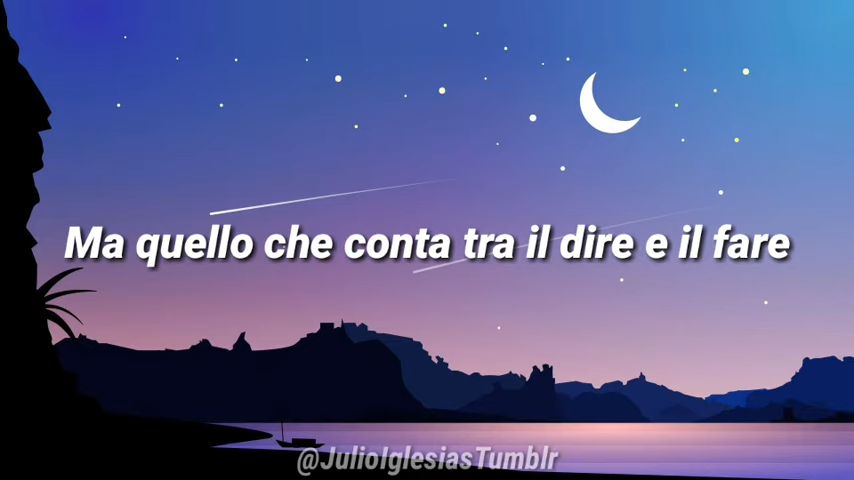 Ma quello che conta tra il dire e il fare
@JulioIglesiasTumblr